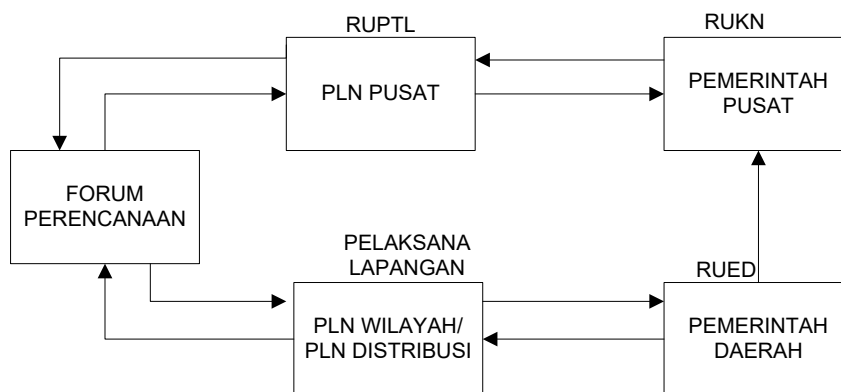 RUPTL
RUKN
PLN PUSAT
PEMERINTAH
PUSAT
FORUM
PERENCANAAN
PELAKSANA
LAPANGAN
RUED
PLN WILAYAH/
PLN DISTRIBUSI
PEMERINTAH
DAERAH